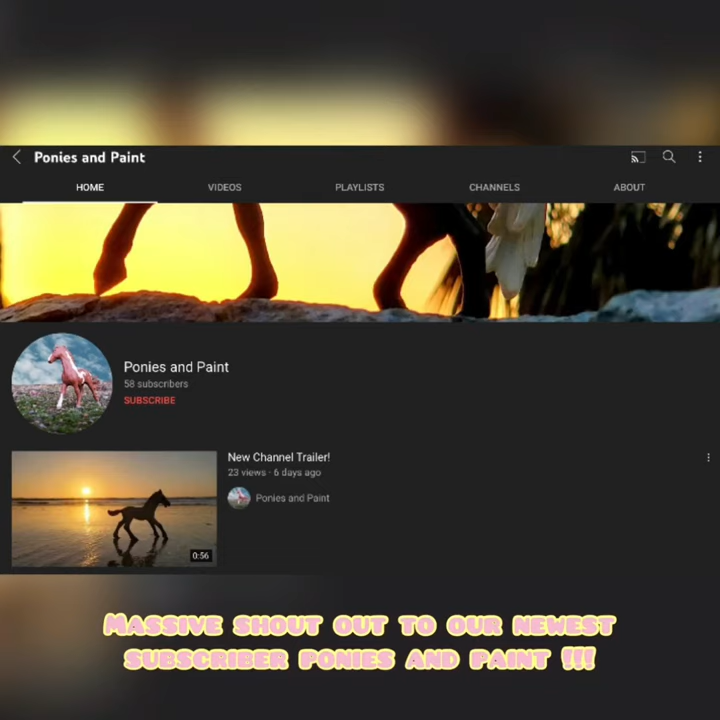 Ponies and Paint
HOME VIDEOS PLAYLISTS CHANNELS ABOUT
Ponies and Paint
58 subscribers
SUBSCRIBE
New Channel Trailer!
23 views · 6 days ago
Ponies and Paint
0:56
MASSIVE SHOUT OUT TO OUR NEWEST
SUBSCRIBER PONIES AND PAINT !!!